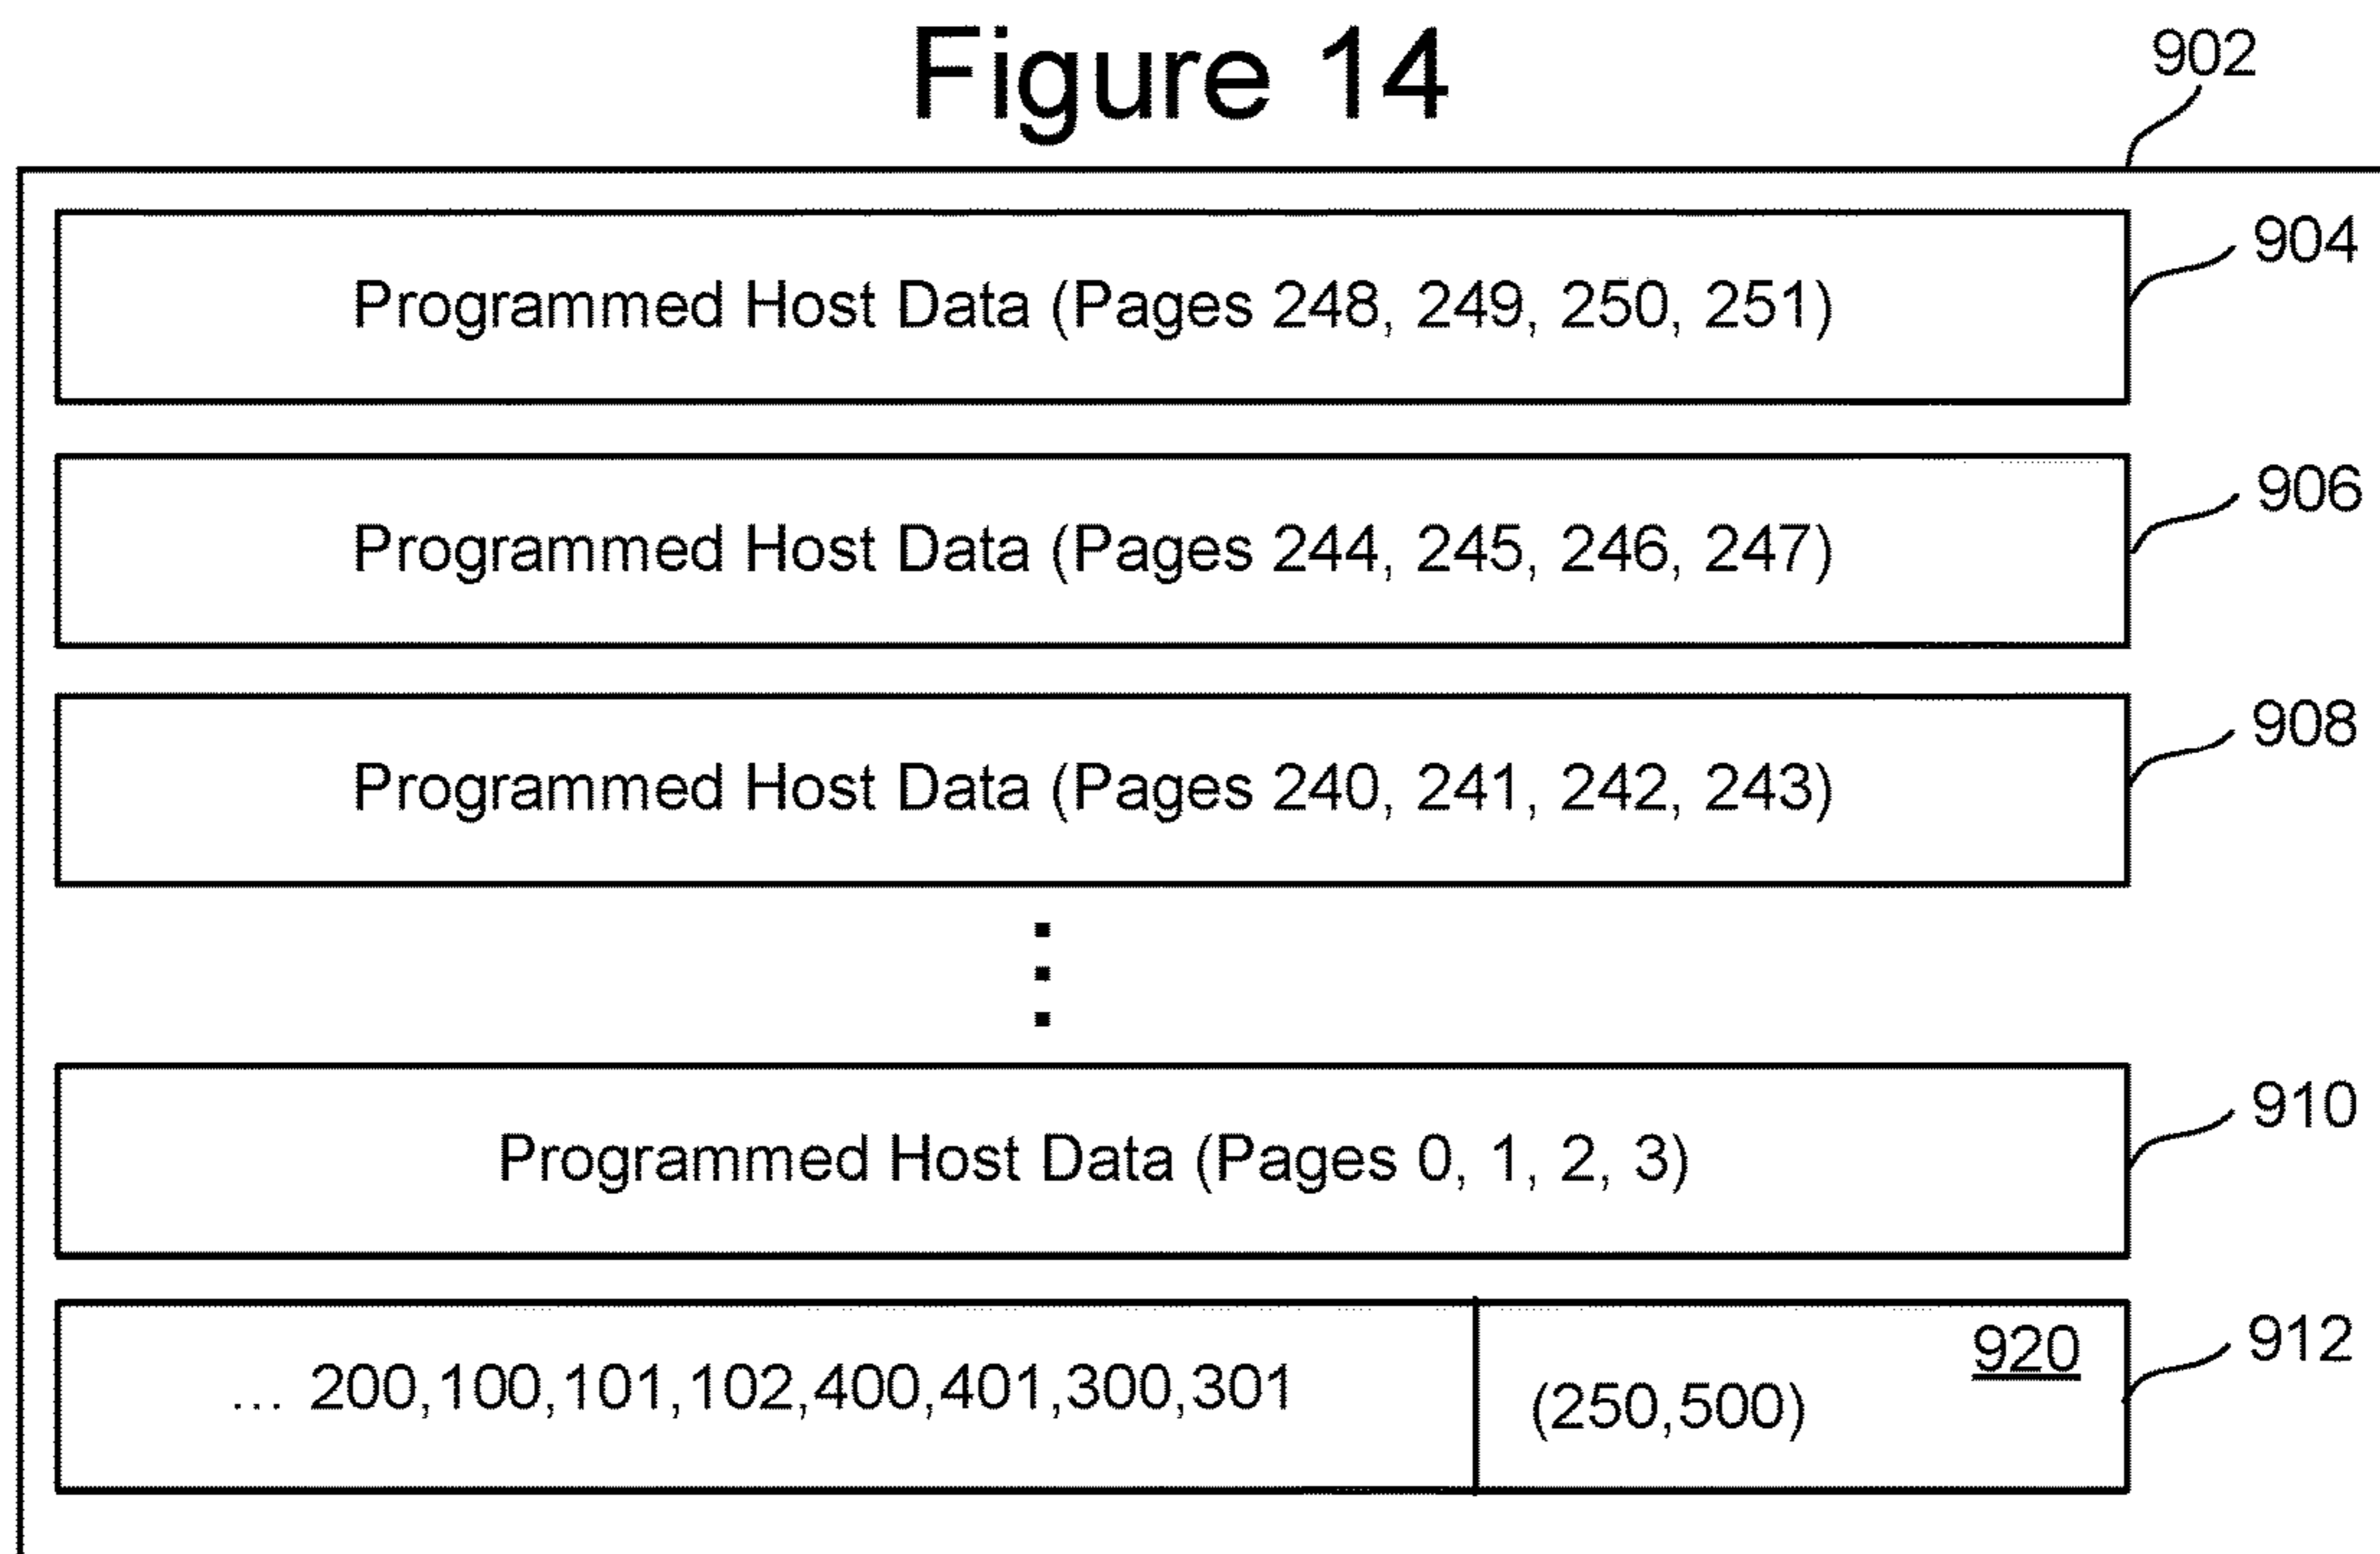 Figure 14
902
Programmed Host Data (Pages 248, 249, 250, 251)
904
Programmed Host Data (Pages 244, 245, 246, 247)
906
Programmed Host Data (Pages 240, 241, 242, 243)
908
Programmed Host Data (Pages 0, 1, 2, 3)
910
... 200,100,101,102,400,401,300,301
(250,500)
920
912